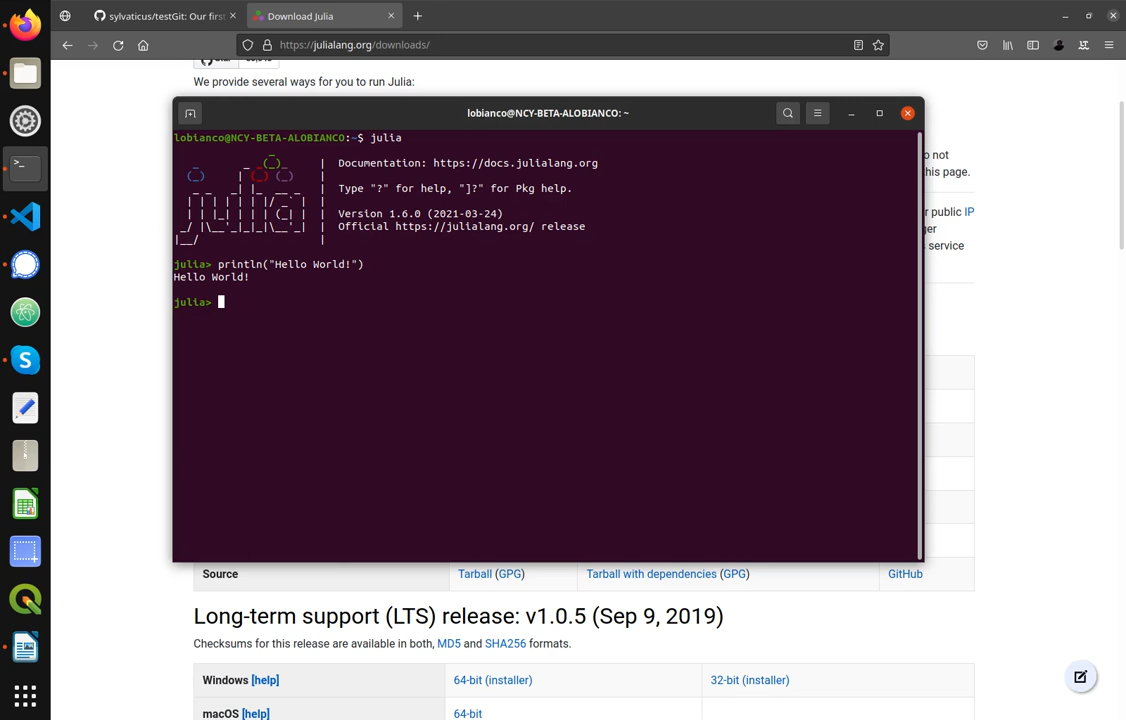 sylvaticus/testGit: Our firs
Download Julia
https://julialang.org/downloads/
We provide several ways for you to run Julia:
lobianco@NCY-BETA-ALOBIANCO: ~
lobianco@NCY-BETA-ALOBIANCO:~$ julia
Documentation: https://docs.julialang.org
Type "?" for help, "]?" for Pkg help.
Version 1.6.0 (2021-03-24)
Official https://julialang.org/ release
julia> println("Hello World!")
Hello World!
julia>
o not
his page.
r public IP
ger
s service
Source
Tarball (GPG)
Tarball with dependencies (GPG)
GitHub
Long-term support (LTS) release: v1.0.5 (Sep 9, 2019)
Checksums for this release are available in both, MD5 and SHA256 formats.
Windows [help]
64-bit (installer)
32-bit (installer)
macOS [help]
64-bit